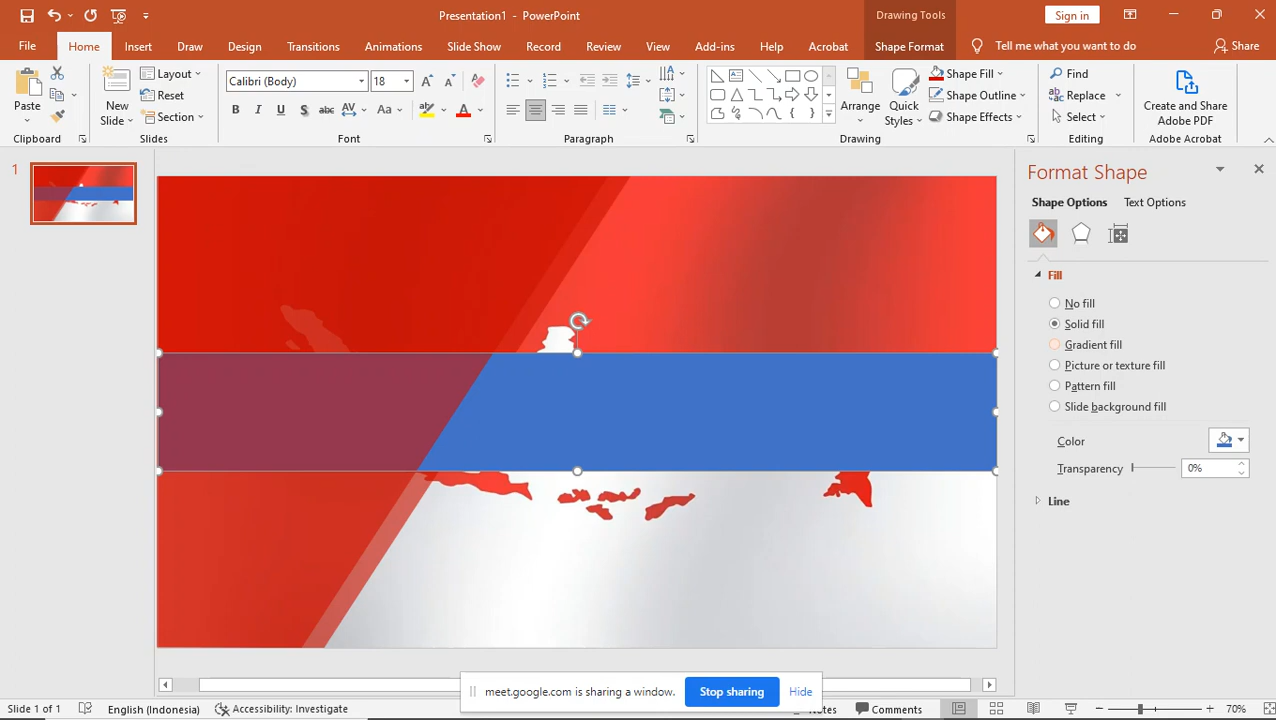 Presentation1 - PowerPoint
Drawing Tools
Sign in
File
Home
Insert
Draw
Design
Transitions
Animations
Slide Show
Record
Review
View
Add-ins
Help
Acrobat
Shape Format
Tell me what you want to do
Share
Paste
Clipboard
New
Slide
Layout
Reset
Section
Slides
Calibri (Body)
18
B I U S AV Aa A
Font
Paragraph
Arrange
Quick
Styles
Shape Fill
Shape Outline
Shape Effects
Drawing
Find
Replace
Select
Editing
Create and Share
Adobe PDF
Adobe Acrobat
1
Format Shape
Shape Options
Text Options
Fill
No fill
Solid fill
Gradient fill
Picture or texture fill
Pattern fill
Slide background fill
Color
Transparency
0%
Line
meet.google.com is sharing a window.
Stop sharing
Hide
Slide 1 of 1
English (Indonesia)
Accessibility: Investigate
Notes
Comments
70%